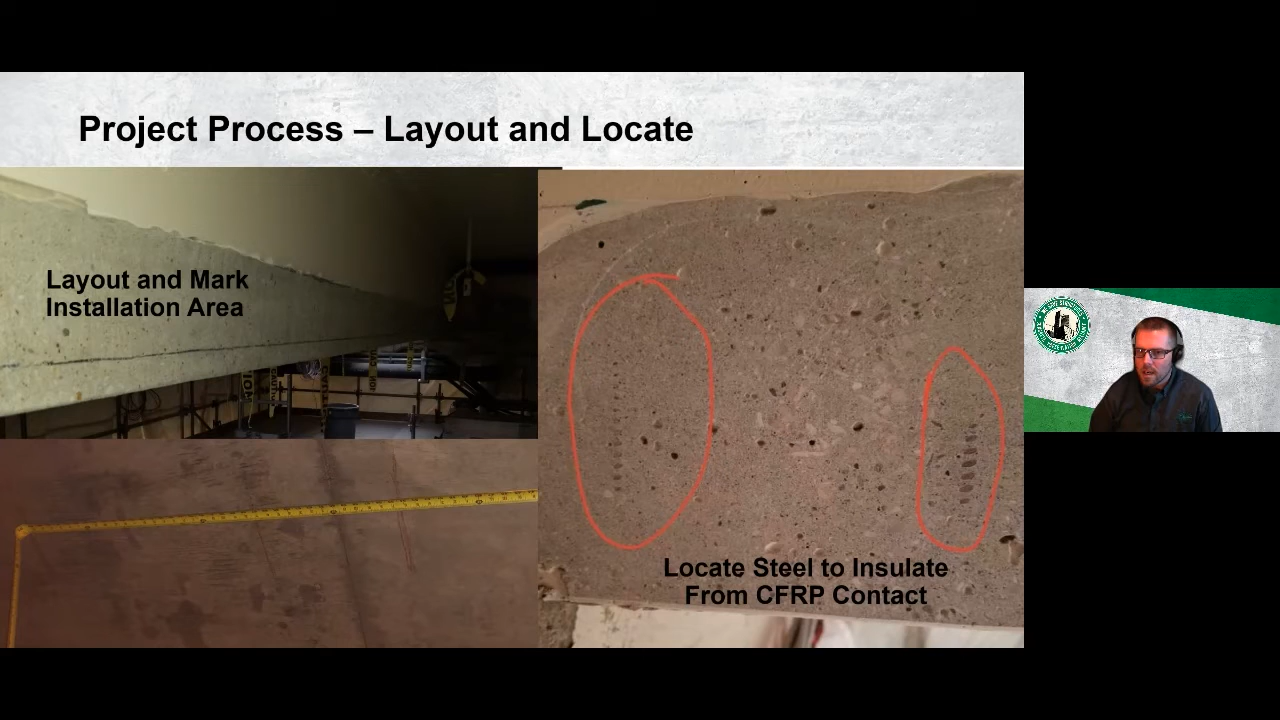 Project Process – Layout and Locate
Layout and Mark
Installation Area
Locate Steel to Insulate
From CFRP Contact